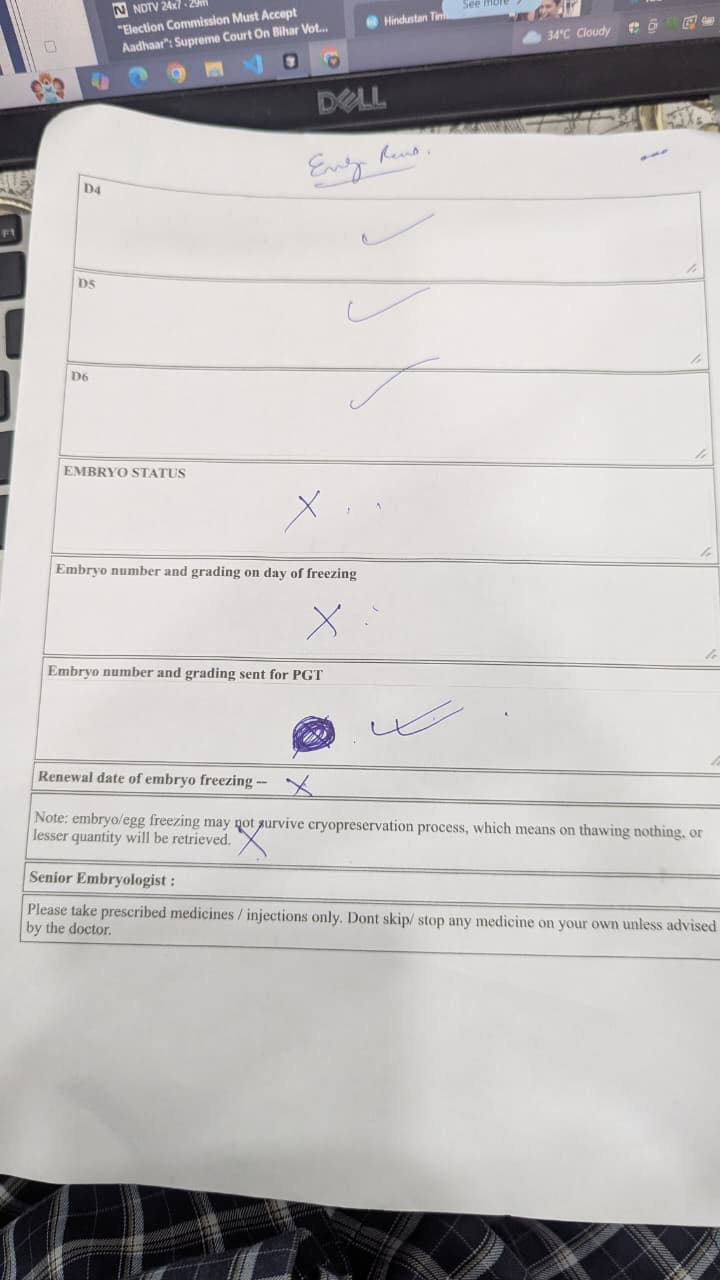 NDTV 24x7 · 29m
"Election Commission Must Accept
Aadhaar": Supreme Court On Bihar Vot...
Hindustan Tim
See more
34°C Cloudy
DELL
F1
D4
D5
D6
EMBRYO STATUS
Embryo number and grading on day of freezing
Embryo number and grading sent for PGT
Renewal date of embryo freezing --
Note: embryo/egg freezing may not survive cryopreservation process, which means on thawing nothing, or
lesser quantity will be retrieved.
Senior Embryologist :
Please take prescribed medicines / injections only. Dont skip/ stop any medicine on your own unless advised
by the doctor.